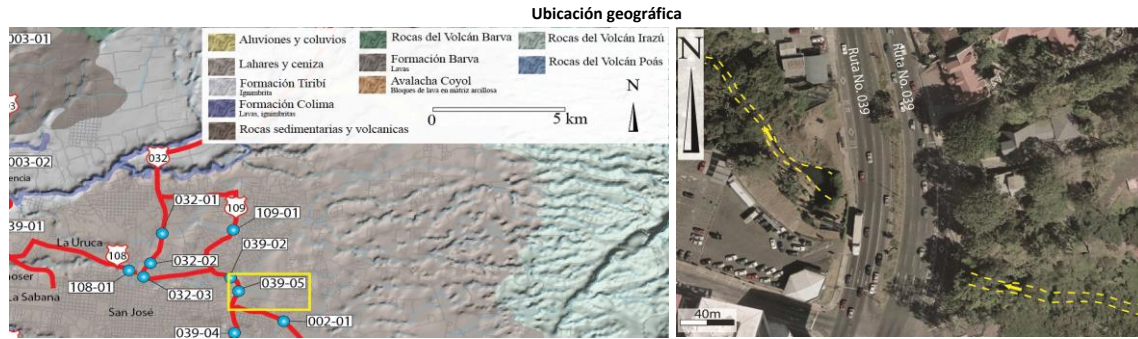 Ubicación geográfica
003-01
Aluviones y coluvios
Lahares y ceniza
Formación Tiribí
Ignimbrita
Formación Colima
Lavas, ignimbritas
Rocas sedimentarias y volcanicas
Rocas del Volcán Barva
Formación Barva
Lavas
Avalacha Coyol
Bloques de lava en matriz arcillosa
Rocas del Volcán Irazú
Rocas del Volcán Poás
N
0 5 km
003-02
encia
032
032-01
109
109-01
39-01
La Uruca
108
032-02
039-02
moser
La Sabana
108-01
032-03
039-05
San José
002-01
039-04
N
Ruta No. 039
Ruta No. 039
40m